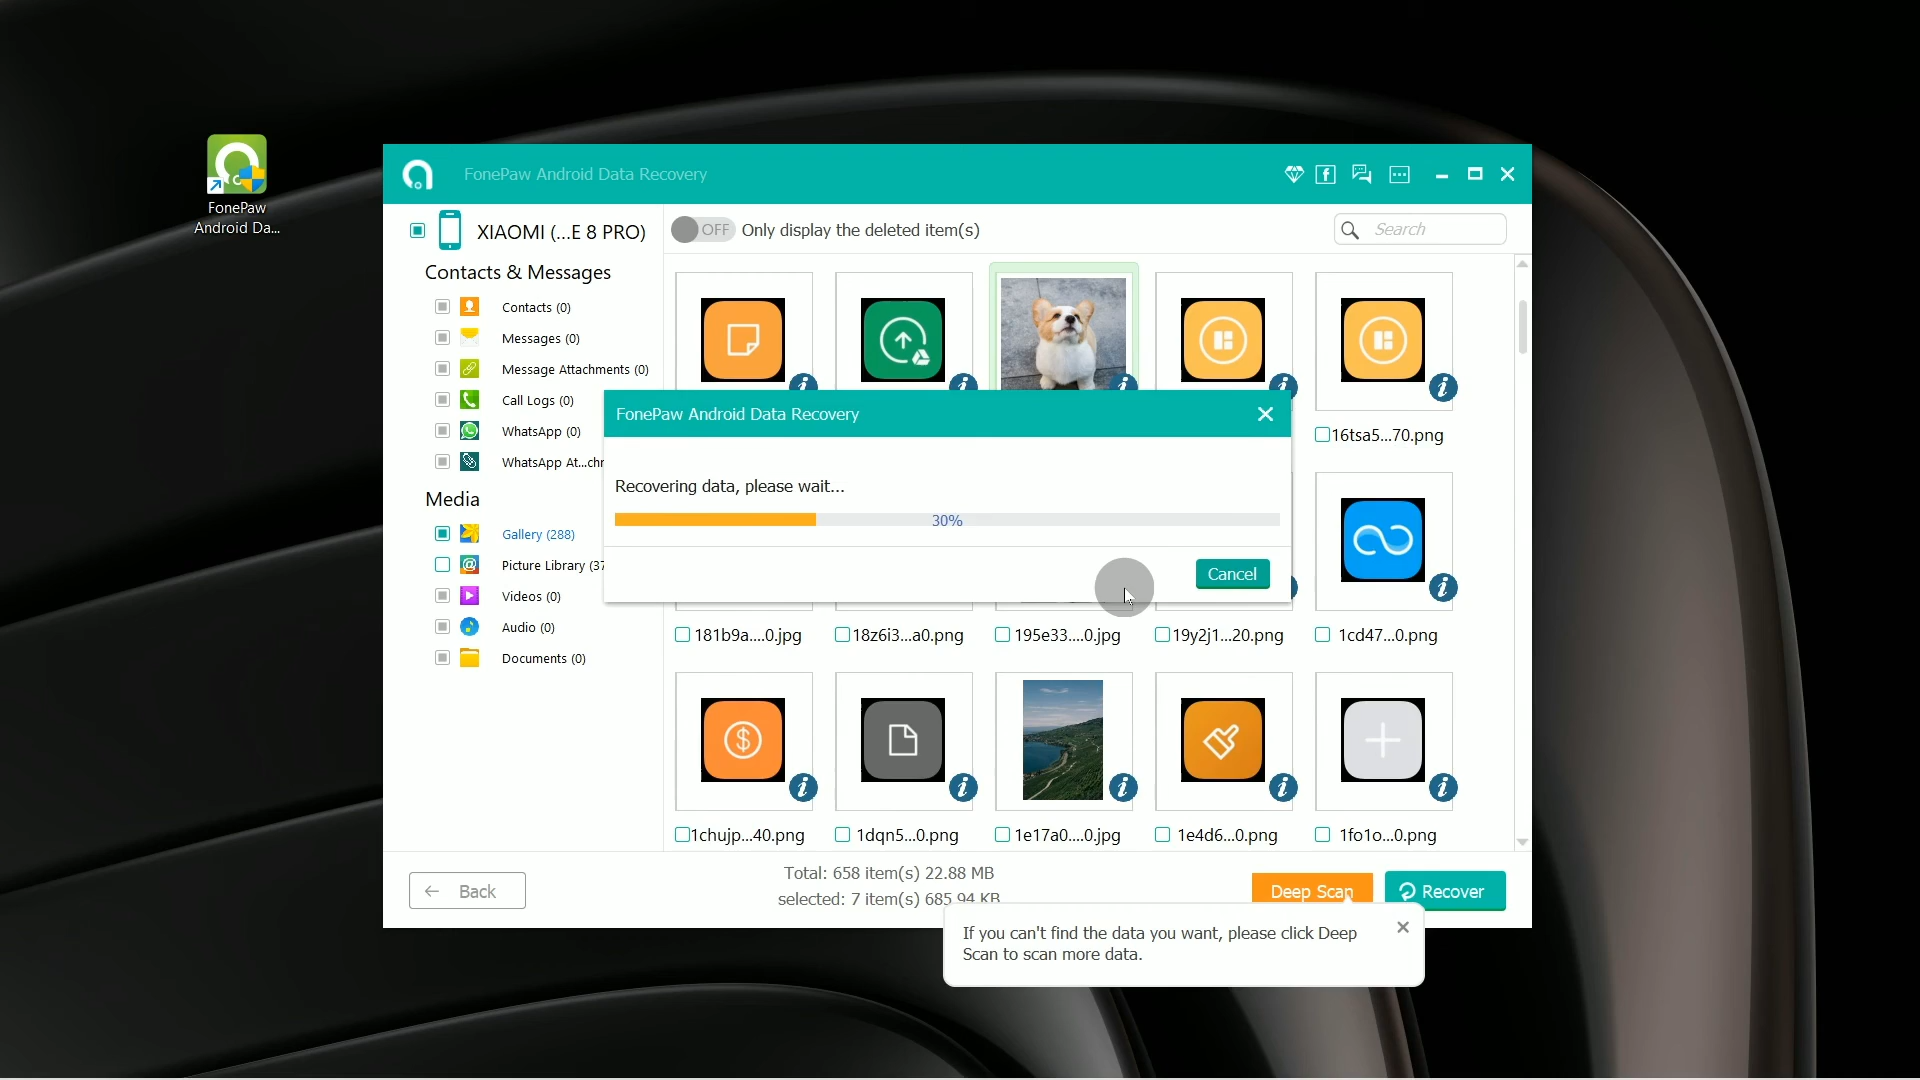 FonePaw
Android Da...
FonePaw Android Data Recovery
XIAOMI (...E 8 PRO)
OFF Only display the deleted item(s)
Search
Contacts & Messages
Contacts (0)
Messages (0)
Message Attachments (0)
Call Logs (0)
WhatsApp (0)
WhatsApp At...chr
Media
Gallery (288)
Picture Library (37
Videos (0)
Audio (0)
Documents (0)
16tsa5...70.png
FonePaw Android Data Recovery
Recovering data, please wait...
30%
Cancel
181b9a....0.jpg
18z6i3...a0.png
195e33....0.jpg
19y2j1...20.png
1cd47...0.png
1chujp...40.png
1dqn5...0.png
1e17a0....0.jpg
1e4d6...0.png
1fo1o...0.png
Back
Total: 658 item(s) 22.88 MB
selected: 7 item(s) 685.94 KB
Deep Scan
Recover
If you can't find the data you want, please click Deep
Scan to scan more data.